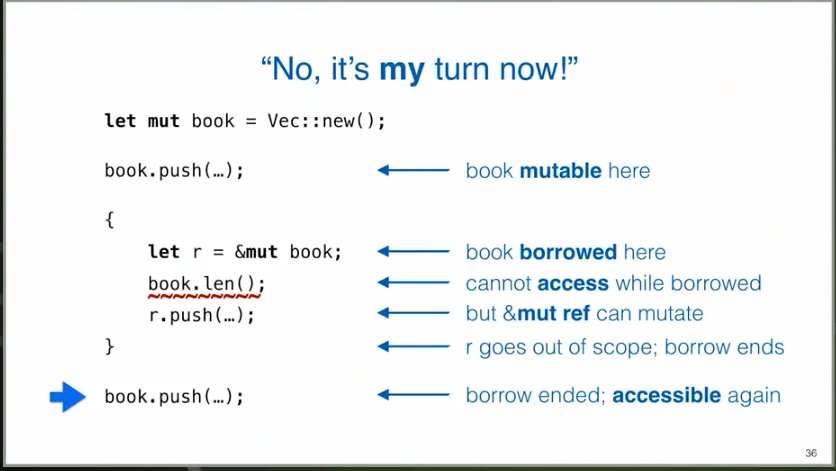 “No, it’s my turn now!”
let mut book = Vec::new();
book.push(…); book mutable here
{
let r = &mut book; book borrowed here
book.len(); cannot access while borrowed
r.push(…); but &mut ref can mutate
} r goes out of scope; borrow ends
book.push(…); borrow ended; accessible again
36